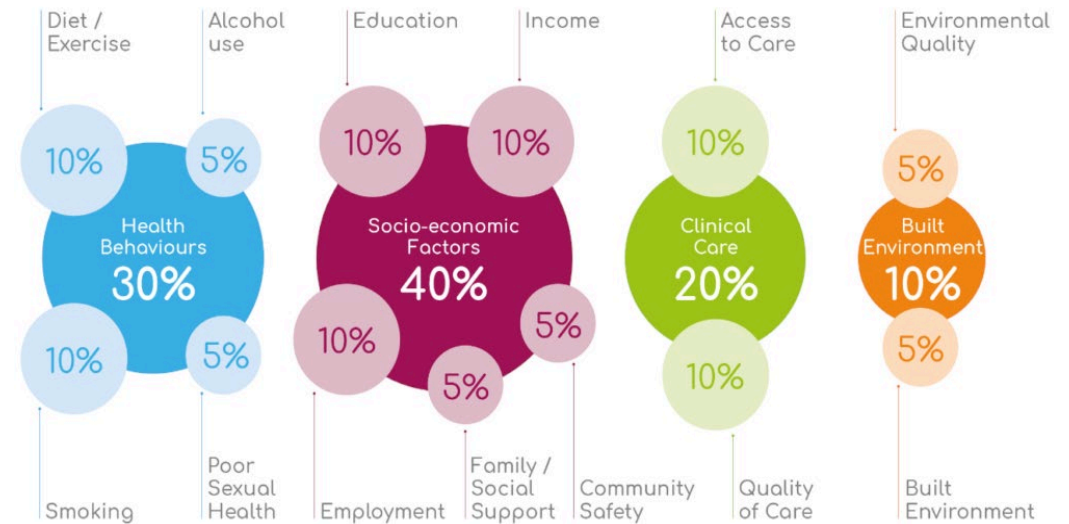 Diet /
Exercise
Alcohol
use
Education
Income
Access
to Care
Environmental
Quality
10%
5%
10%
10%
10%
5%
Health
Behaviours
30%
Socio-economic
Factors
40%
Clinical
Care
20%
Built
Environment
10%
10%
5%
10%
5%
5%
10%
5%
Smoking
Poor
Sexual
Health
Employment
Family /
Social
Support
Community
Safety
Quality
of Care
Built
Environment